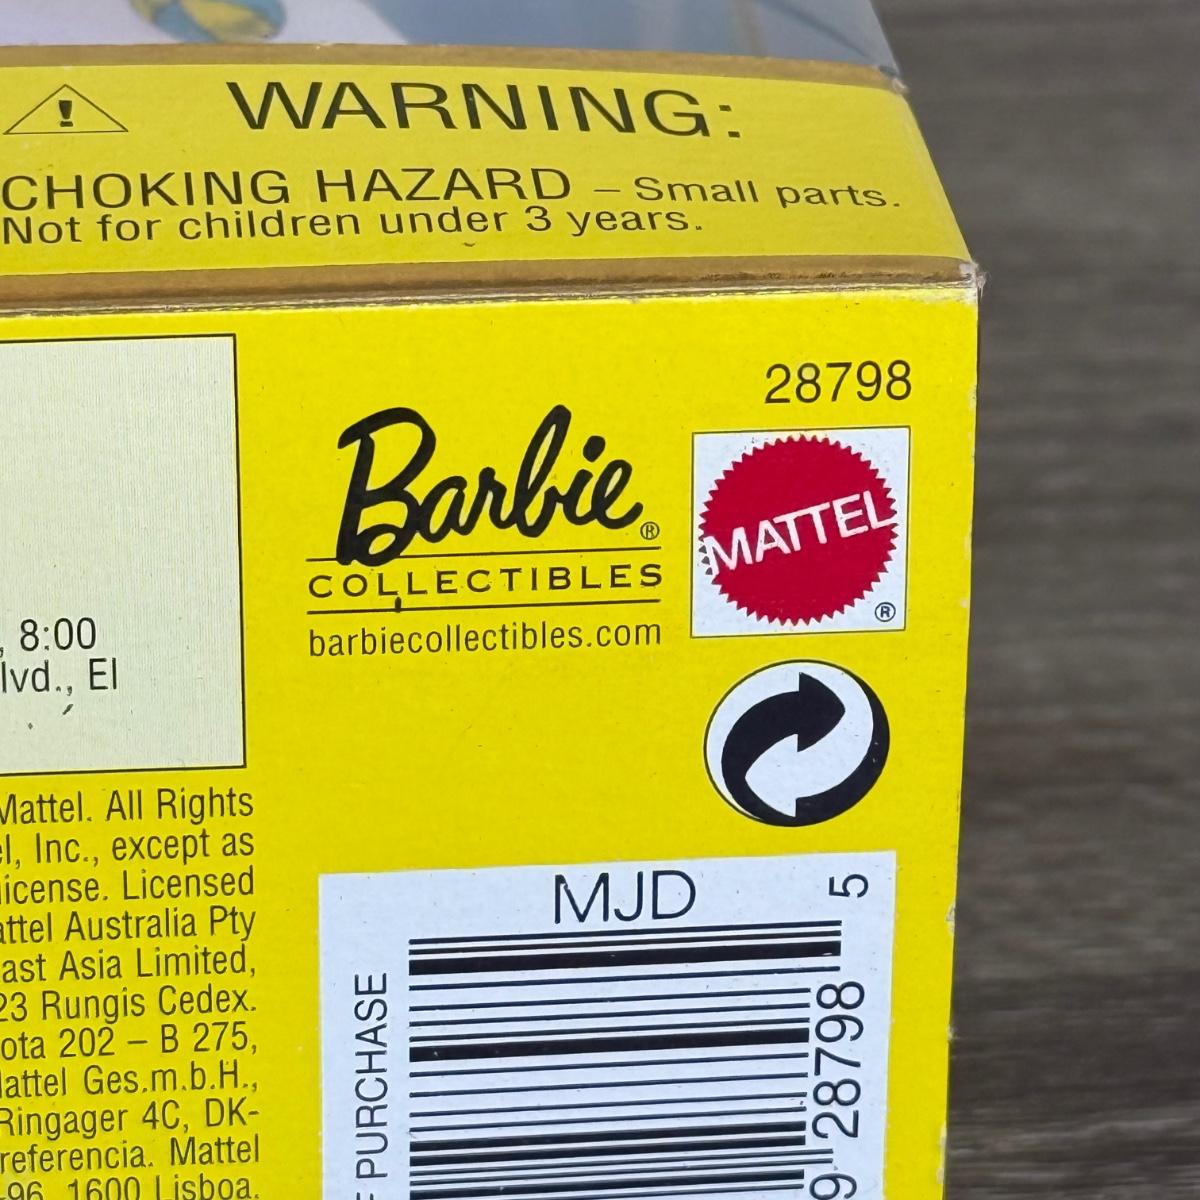 WARNING:
CHOKING HAZARD – Small parts.
Not for children under 3 years.
28798
Barbie®
COLLECTIBLES
barbiecollectibles.com
MATTEL
®
, 8:00
lvd., El
Mattel. All Rights
el, Inc., except as
license. Licensed
attel Australia Pty
ast Asia Limited,
23 Rungis Cedex.
ota 202 – B 275,
Mattel Ges.m.b.H.,
Ringager 4C, DK-
referencia. Mattel
-96, 1600 Lisboa.
MJD
PURCHASE
9 28798 5